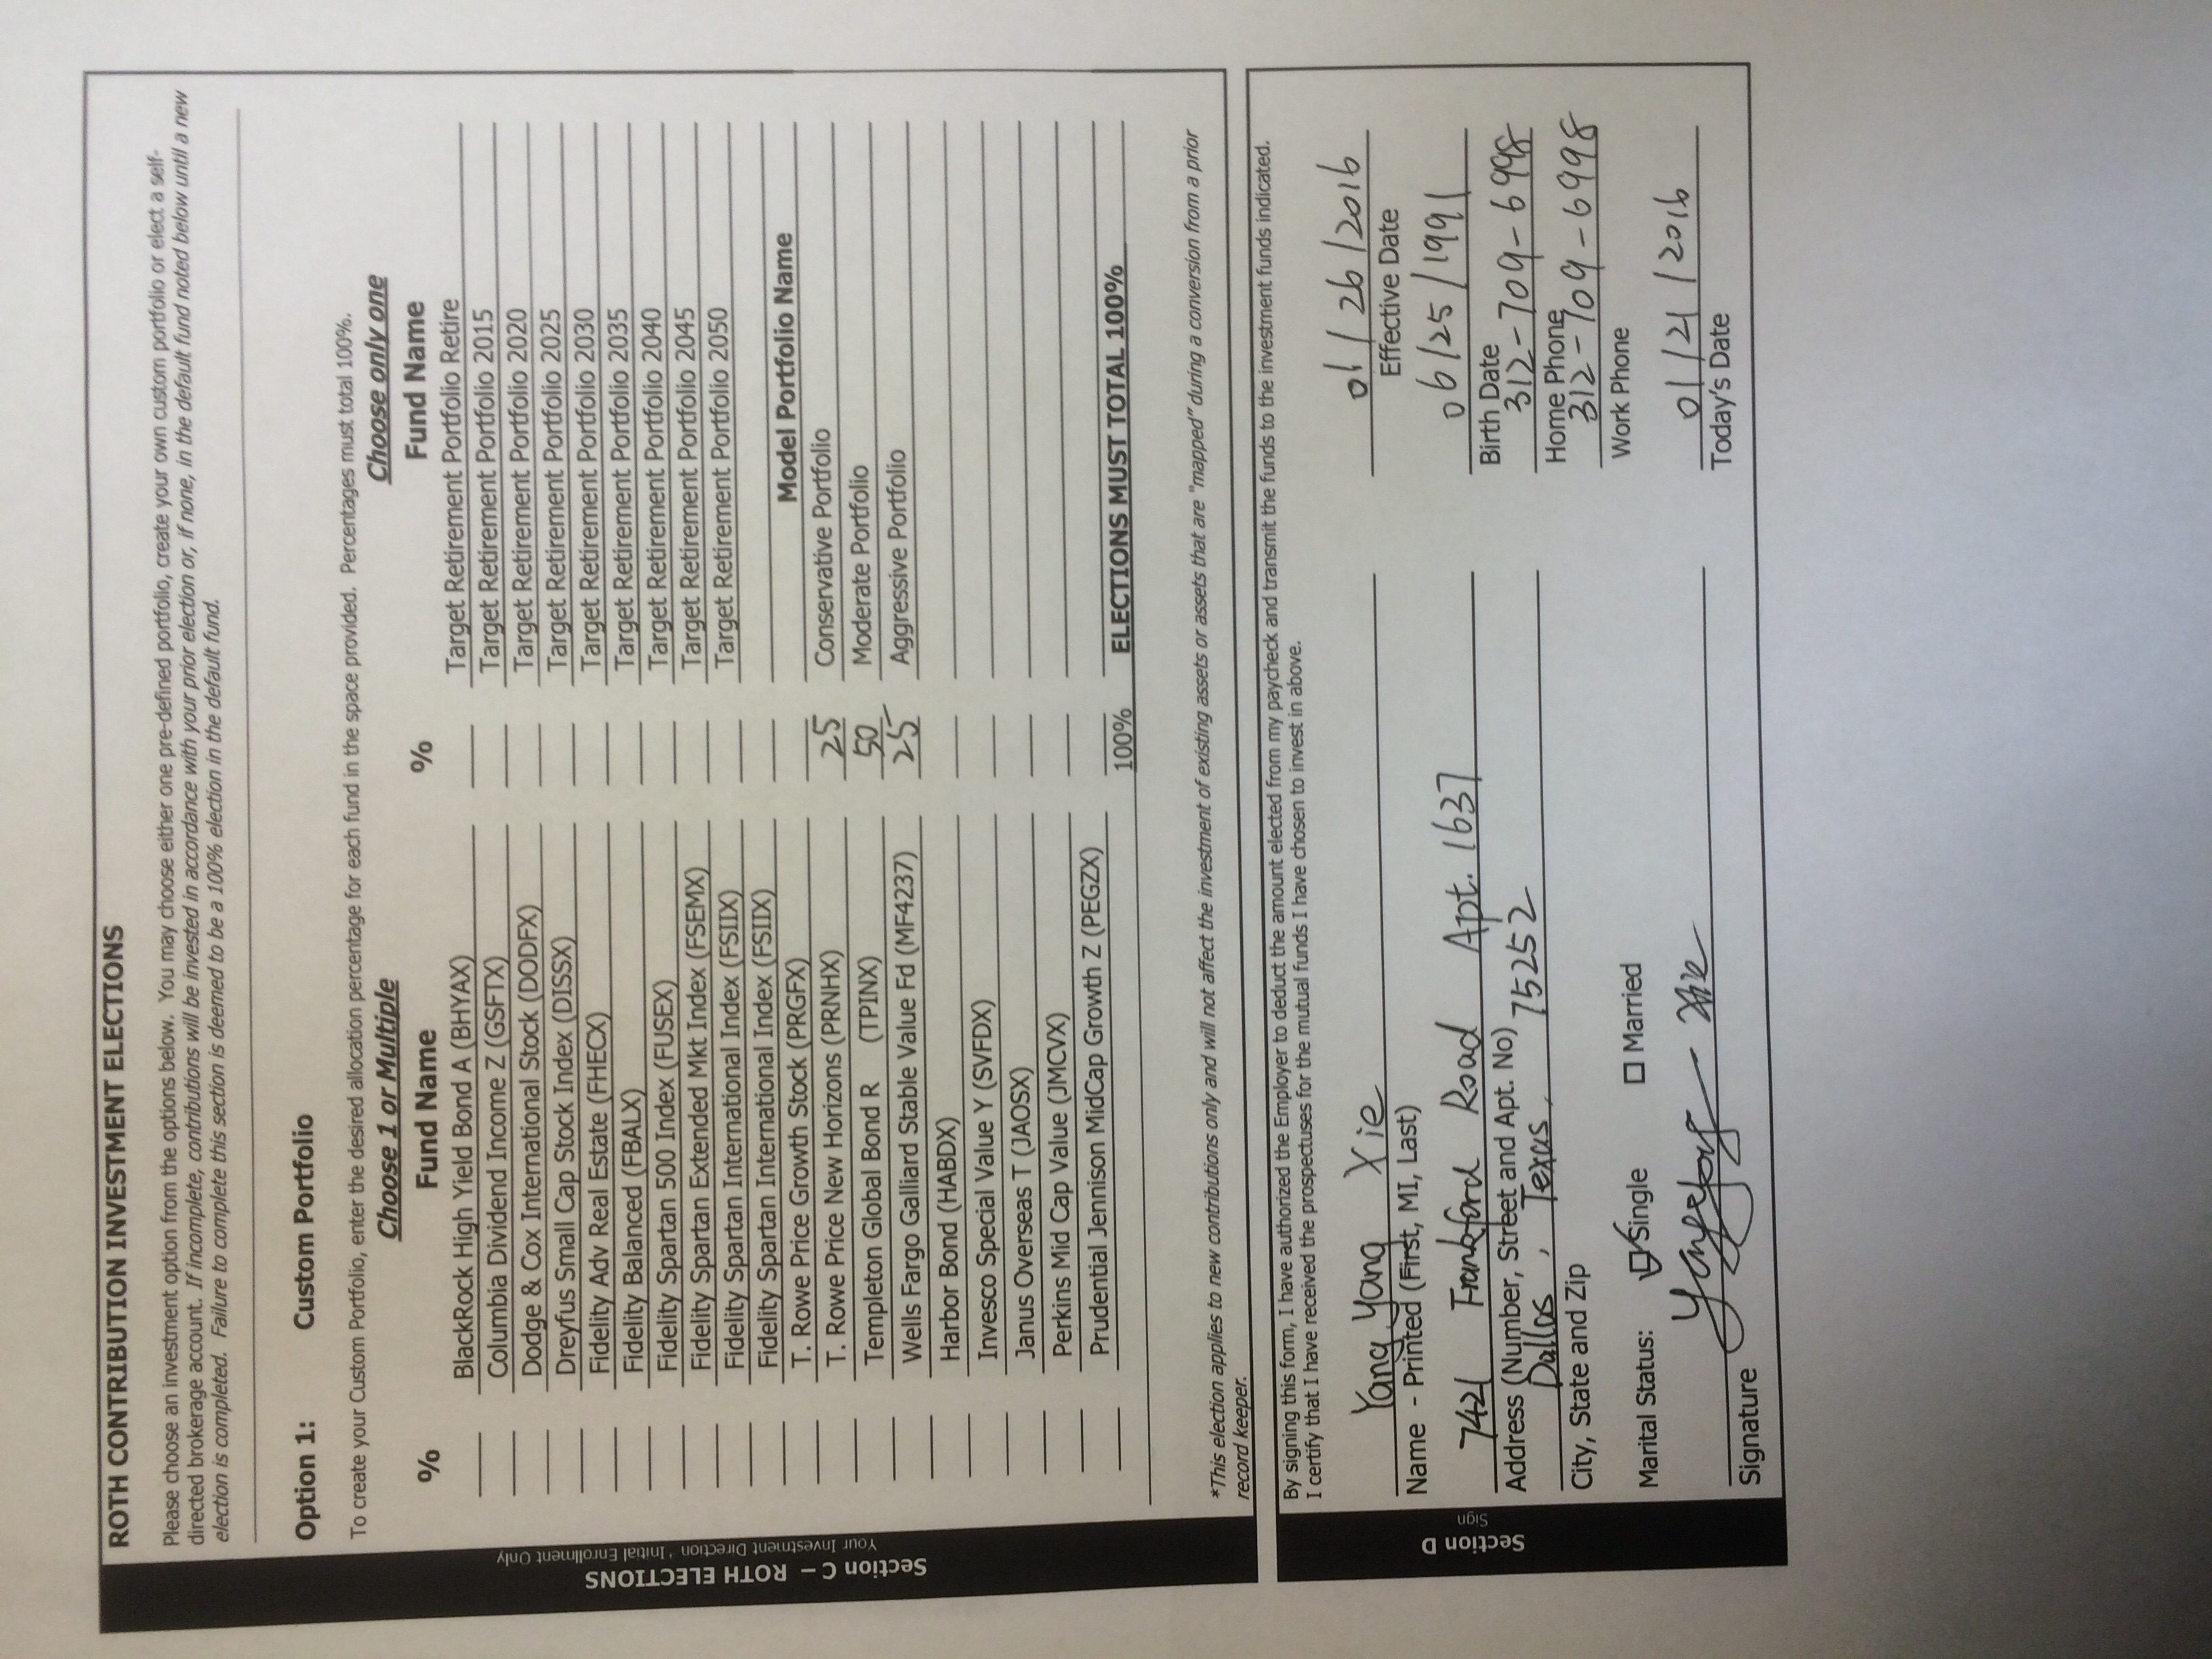 ROTH CONTRIBUTION INVESTMENT ELECTIONS
Please choose an investment option from the options below. You may choose either one pre-defined portfolio, create your own custom portfolio or elect a self-
directed brokerage account. If incomplete, contributions will be invested in accordance with your prior election or, if none, in the default fund noted below until a new
election is completed. Failure to complete this section is deemed to be a 100% election in the default fund.
Option 1: Custom Portfolio
To create your Custom Portfolio, enter the desired allocation percentage for each fund in the space provided. Percentages must total 100%.
Choose 1 or Multiple Choose only one
% Fund Name % Fund Name
BlackRock High Yield Bond A (BHYAX) Target Retirement Portfolio Retire
Columbia Dividend Income Z (GSFTX) Target Retirement Portfolio 2015
Dodge & Cox International Stock (DODFX) Target Retirement Portfolio 2020
Dreyfus Small Cap Stock Index (DISSX) Target Retirement Portfolio 2025
Fidelity Adv Real Estate (FHECX) Target Retirement Portfolio 2030
Fidelity Balanced (FBALX) Target Retirement Portfolio 2035
Fidelity Spartan 500 Index (FUSEX) Target Retirement Portfolio 2040
Fidelity Spartan Extended Mkt Index (FSEMX) Target Retirement Portfolio 2045
Fidelity Spartan International Index (FSIIX) Target Retirement Portfolio 2050
Fidelity Spartan International Index (FSIIX)
T. Rowe Price Growth Stock (PRGFX) Model Portfolio Name
T. Rowe Price New Horizons (PRNHX) 25 Conservative Portfolio
Templeton Global Bond R (TPINX) 50 Moderate Portfolio
Wells Fargo Galliard Stable Value Fd (MF4237) 25 Aggressive Portfolio
Harbor Bond (HABDX)
Invesco Special Value Y (SVFDX)
Janus Overseas T (JAOSX)
Perkins Mid Cap Value (JMCVX)
Prudential Jennison MidCap Growth Z (PEGZX)
100% ELECTIONS MUST TOTAL 100%
*This election applies to new contributions only and will not affect the investment of existing assets or assets that are "mapped" during a conversion from a prior
record keeper.
Section C – ROTH ELECTIONS
Your Investment Direction ' Initial Enrollment Only
By signing this form, I have authorized the Employer to deduct the amount elected from my paycheck and transmit the funds to the investment funds indicated.
I certify that I have received the prospectuses for the mutual funds I have chosen to invest in above.
Yang Yang Xie 01/26/2016
Name - Printed (First, MI, Last) Effective Date
7421 Frankford Road Apt. 1637 06/25/1991
Address (Number, Street and Apt. No) Birth Date
Dallas, Texas, 75252 312-709-6998
City, State and Zip Home Phone
312-709-6998
Work Phone
Marital Status: Single Married
Yangyang Xie 01/21/2016
Signature Today's Date
Section D
Sign